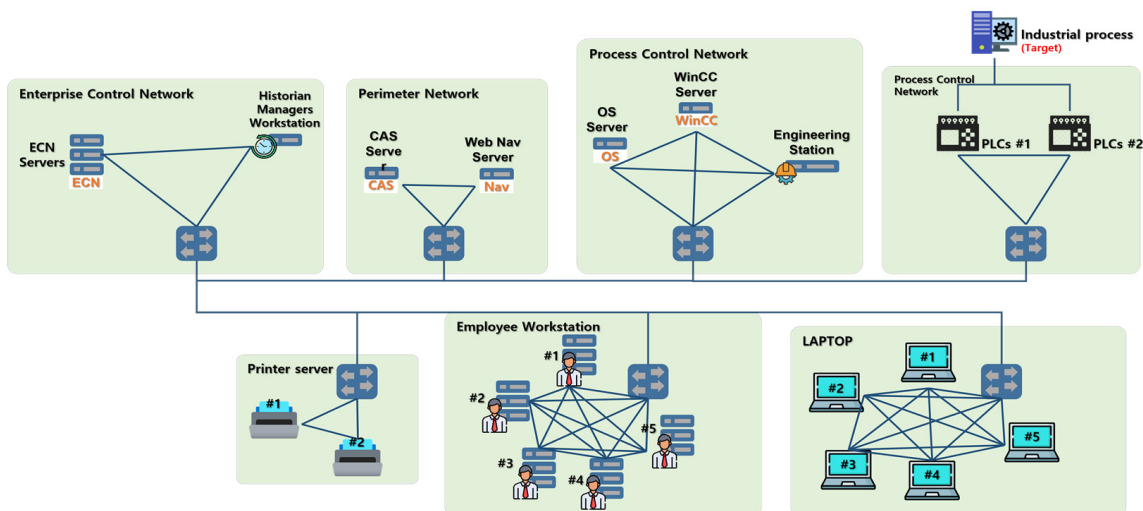 Enterprise Control Network
Historian
Managers
Workstation
ECN
Servers
ECN
Perimeter Network
CAS
Serve
r
CAS
Web Nav
Server
Nav
Process Control Network
WinCC
Server
WinCC
OS
Server
OS
Engineering
Station
Industrial process
(Target)
Process Control
Network
PLCs #1
PLCs #2
Printer server
#1
#2
Employee Workstation
#1
#2
#3
#4
#5
LAPTOP
#1
#2
#3
#4
#5